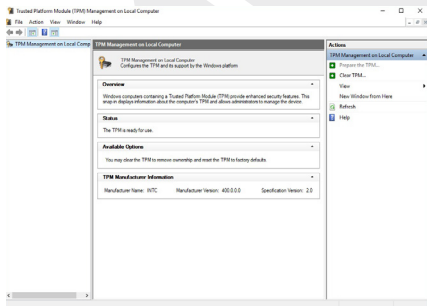 Trusted Platform Module (TPM) Management on Local Computer
File Action View Window Help
TPM Management on Local Comp
TPM Management on Local Computer
TPM Management on Local Computer
Configures the TPM and its support by the Windows platform
Overview
Windows computers containing a Trusted Platform Module (TPM) provide enhanced security features. This
snap-in displays information about the computer's TPM and allows administrators to manage the device.
Status
The TPM is ready for use.
Available Options
You may clear the TPM to remove ownership and reset the TPM to factory defaults.
TPM Manufacturer Information
Manufacturer Name: INTC Manufacturer Version: 400.0.0.0 Specification Version: 2.0
Actions
TPM Management on Local Computer
Prepare the TPM...
Clear TPM...
View
New Window from Here
Refresh
Help